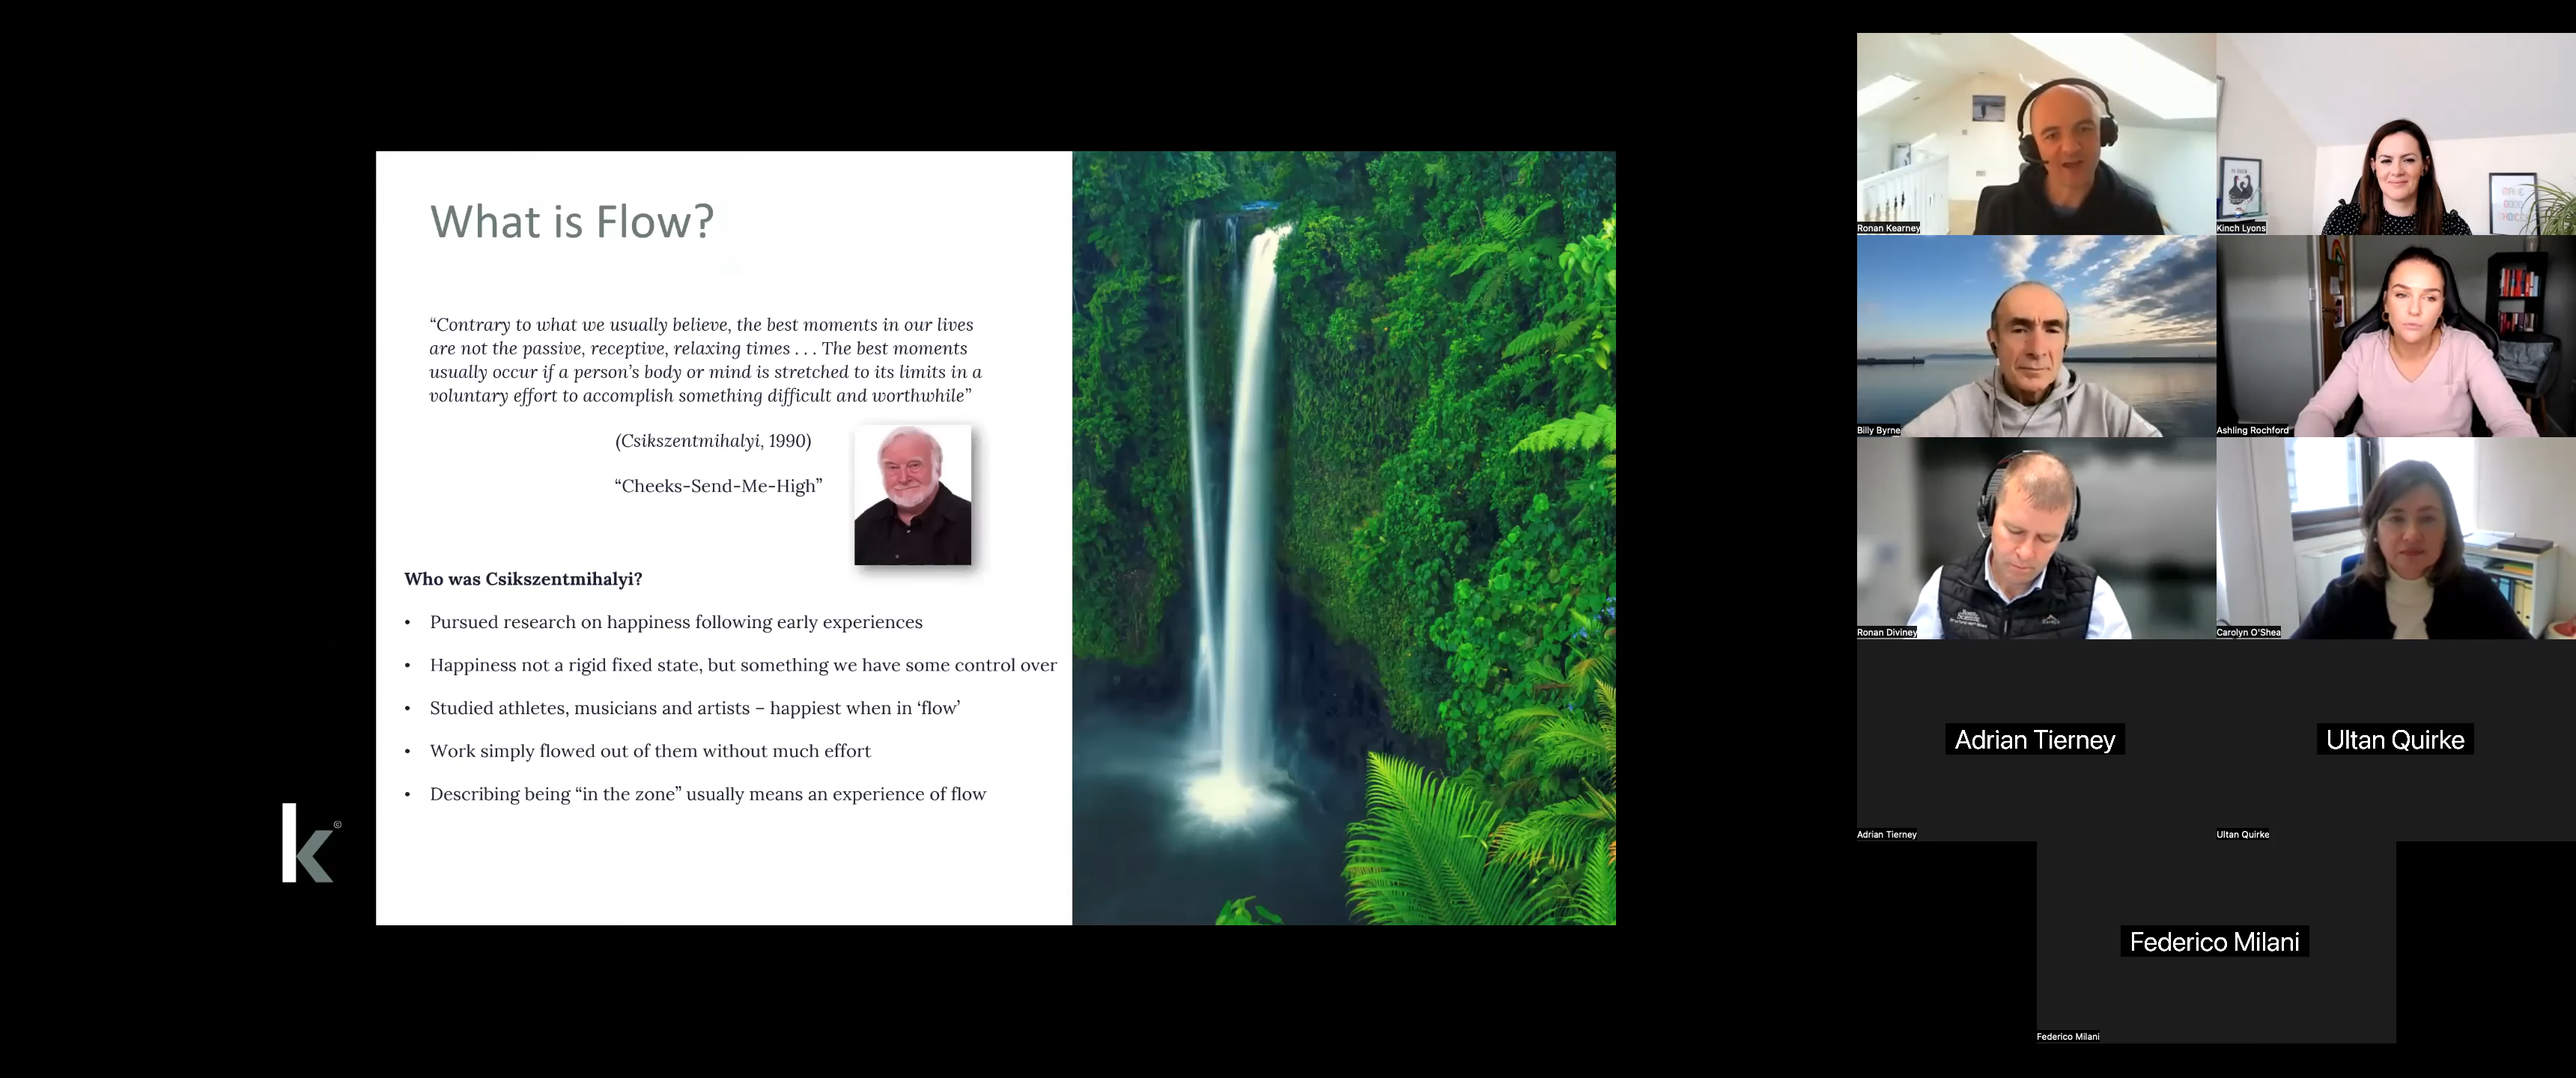 What is Flow?
“Contrary to what we usually believe, the best moments in our lives
are not the passive, receptive, relaxing times . . . The best moments
usually occur if a person’s body or mind is stretched to its limits in a
voluntary effort to accomplish something difficult and worthwhile”
(Csikszentmihalyi, 1990)
“Cheeks-Send-Me-High”
Who was Csikszentmihalyi?
• Pursued research on happiness following early experiences
• Happiness not a rigid fixed state, but something we have some control over
• Studied athletes, musicians and artists – happiest when in ‘flow’
• Work simply flowed out of them without much effort
• Describing being “in the zone” usually means an experience of flow
k©
Ronan Kearney
Kinch Lyons
Billy Byrne
Ashling Rochford
Ronan Diviney
Carolyn O'Shea
Adrian Tierney
Adrian Tierney
Ultan Quirke
Ultan Quirke
Federico Milani
Federico Milani